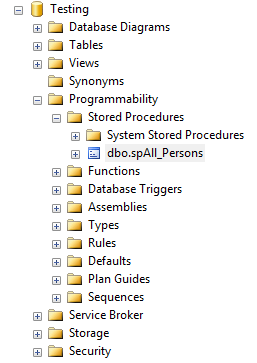 Testing
Database Diagrams
Tables
Views
Synonyms
Programmability
Stored Procedures
System Stored Procedures
dbo.spAll_Persons
Functions
Database Triggers
Assemblies
Types
Rules
Defaults
Plan Guides
Sequences
Service Broker
Storage
Security